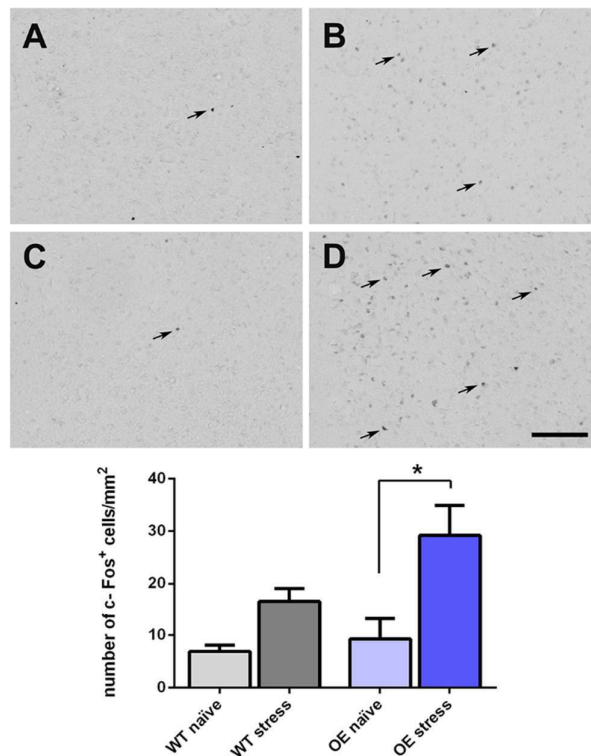 A
B
C
D
*
number of c- Fos+ cells/mm2
40
30
20
10
0
WT naïve
WT stress
OE naïve
OE stress